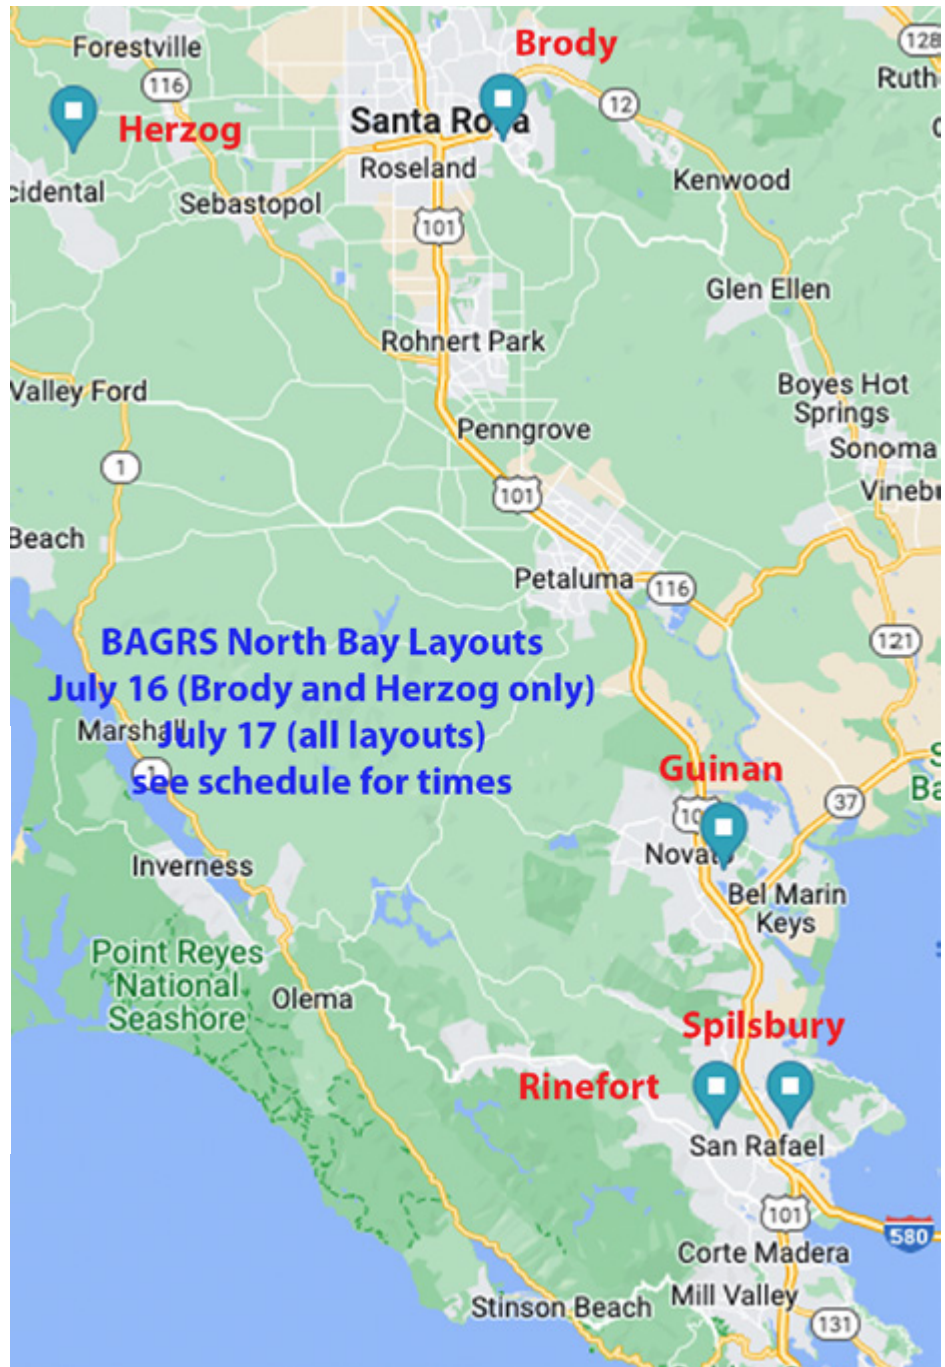 Forestville
Brody
128
116
Ruth
Herzog
12
Santa Rosa
Roseland
Kenwood
cidental
Sebastopol
101
Glen Ellen
Rohnert Park
Valley Ford
Boyes Hot
Springs
Penngrove
Sonoma
1
101
Vineb
Beach
Petaluma
116
121
BAGRS North Bay Layouts
July 16 (Brody and Herzog only)
Marshall
July 17 (all layouts)
1
see schedule for times
Guinan
S
Ba
37
10
Novato
Inverness
Bel Marin
Keys
Point Reyes
National
Seashore
Olema
Spilsbury
Rinefort
San Rafael
101
580
Corte Madera
Mill Valley
Stinson Beach
131